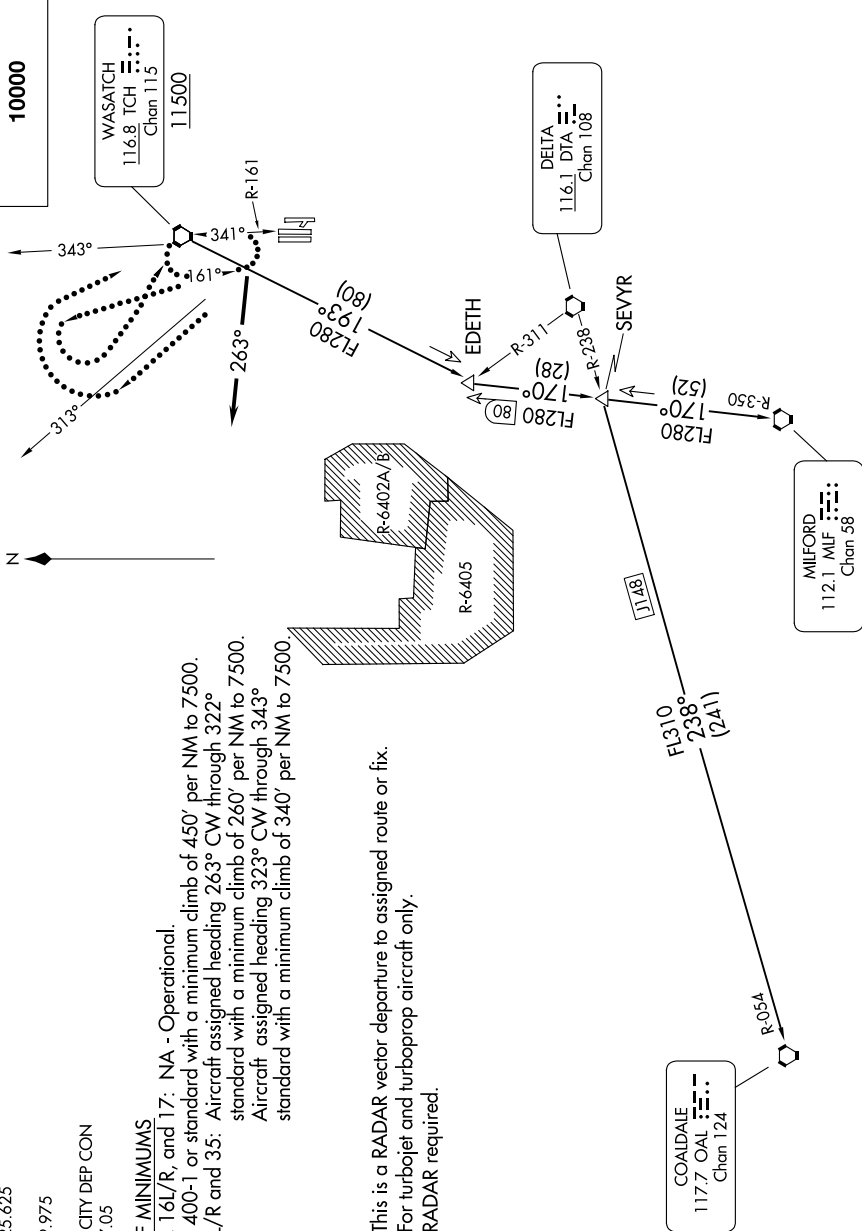 10000
WASATCH
116.8 TCH
Chan 115
11500
343°
341°
R-161
161°
263°
313°
N
FL280
193°
(80)
EDETH
DELTA
116.1 DTA
Chan 108
R-311
R-238
SEVYR
FL280
170°
(28)
80
FL280
170°
(52)
R-350
MILFORD
112.1 MLF
Chan 58
R-6402A/B
R-6405
J148
FL310
238°
(241)
R-054
COALDALE
117.7 OAL
Chan 124
25.625
.975
CITY DEP CON
7.05
F MINIMUMS
16L/R, and 17: NA - Operational.
400-1 or standard with a minimum climb of 450' per NM to 7500.
L/R and 35: Aircraft assigned heading 263° CW through 322°
standard with a minimum climb of 260' per NM to 7500.
Aircraft assigned heading 323° CW through 343°
standard with a minimum climb of 340' per NM to 7500.
This is a RADAR vector departure to assigned route or fix.
For turbojet and turboprop aircraft only.
RADAR required.